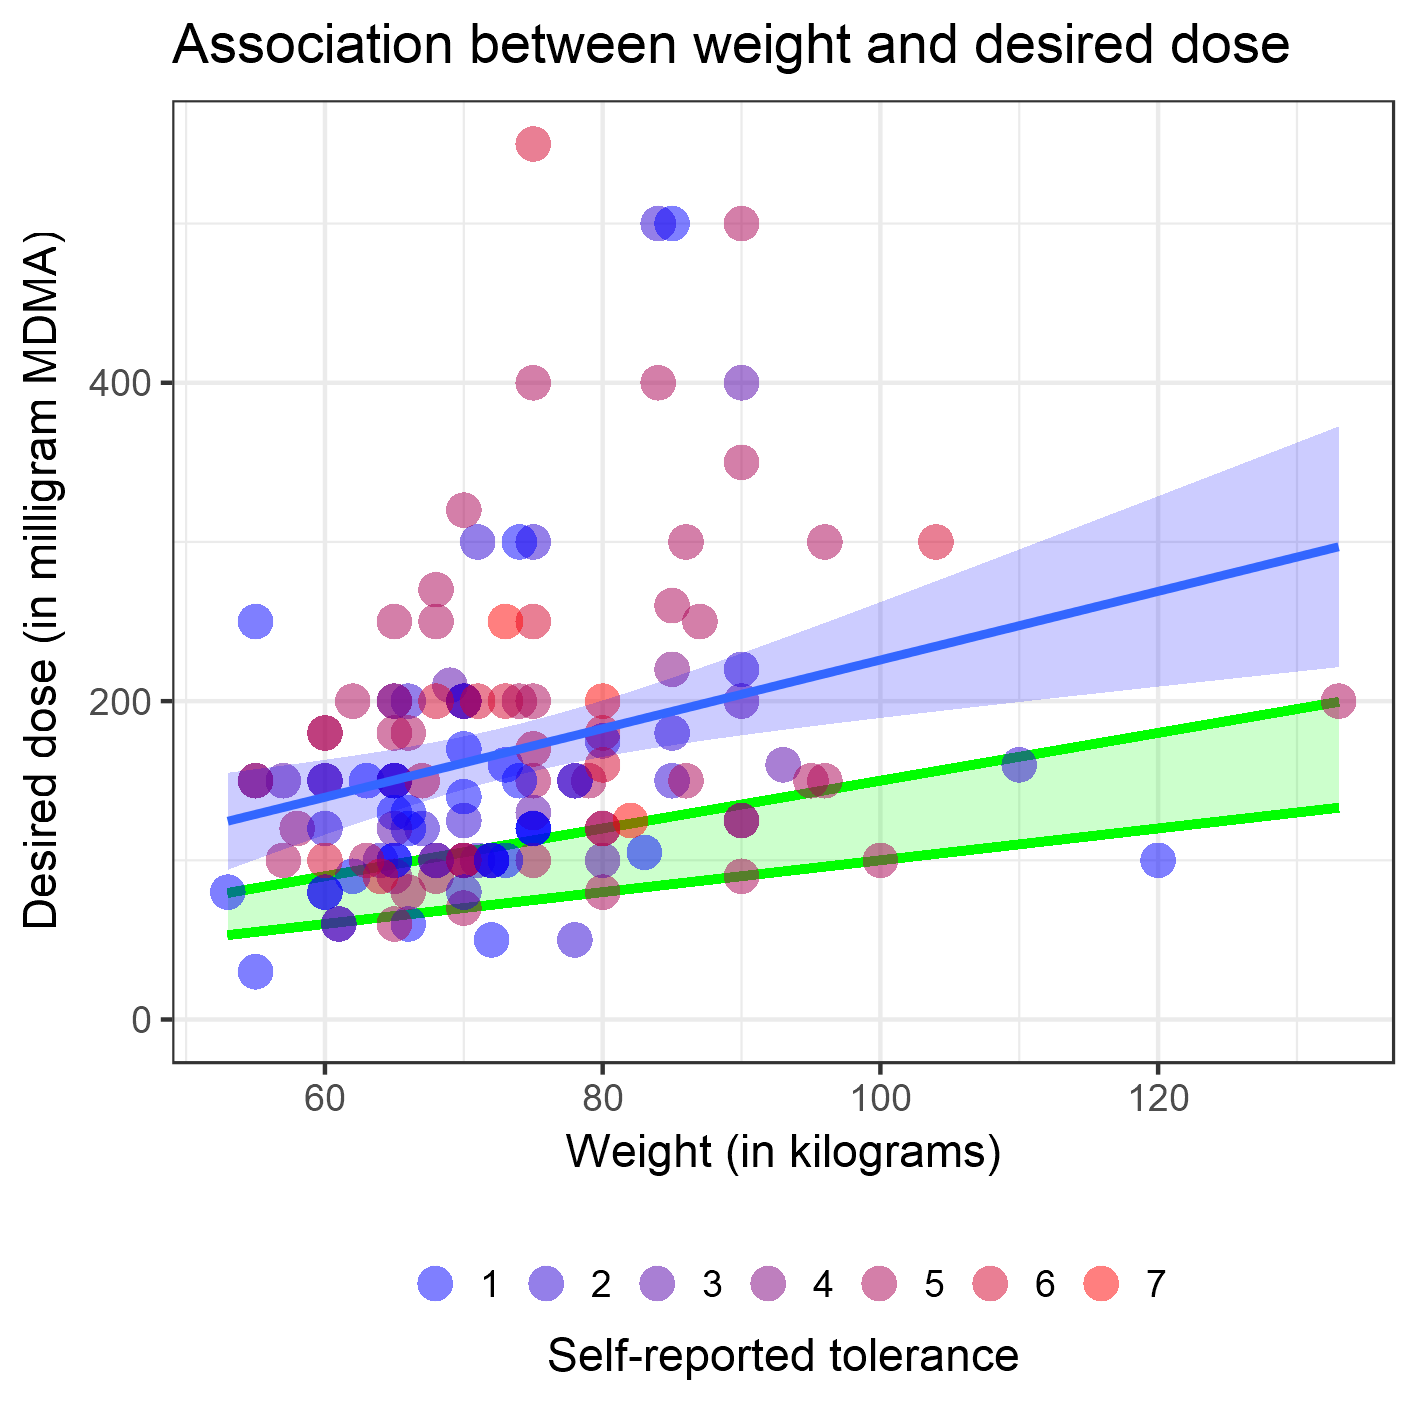 Association between weight and desired dose
Desired dose (in milligram MDMA)
400
200
0
60 80 100 120
Weight (in kilograms)
1 2 3 4 5 6 7
Self-reported tolerance